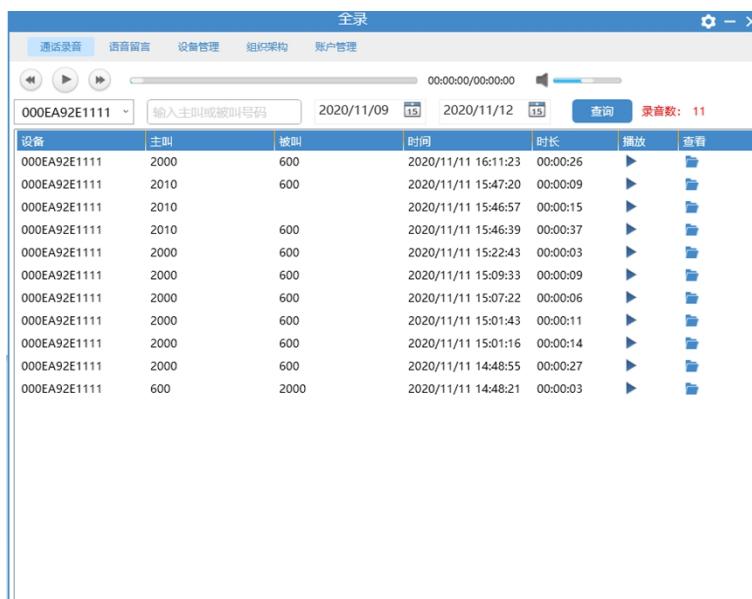 全录
通话录音 语音留言 设备管理 组织架构 账户管理
00:00:00/00:00:00
000EA92E1111 输入主叫或被叫号码 2020/11/09 15 2020/11/12 15 查询 录音数: 11
设备 主叫 被叫 时间 时长 播放 查看
000EA92E1111 2000 600 2020/11/11 16:11:23 00:00:26
000EA92E1111 2010 600 2020/11/11 15:47:20 00:00:09
000EA92E1111 2010 2020/11/11 15:46:57 00:00:15
000EA92E1111 2010 600 2020/11/11 15:46:39 00:00:37
000EA92E1111 2000 600 2020/11/11 15:22:43 00:00:03
000EA92E1111 2000 600 2020/11/11 15:09:33 00:00:09
000EA92E1111 2000 600 2020/11/11 15:07:22 00:00:06
000EA92E1111 2000 600 2020/11/11 15:01:43 00:00:11
000EA92E1111 2000 600 2020/11/11 15:01:16 00:00:14
000EA92E1111 2000 600 2020/11/11 14:48:55 00:00:27
000EA92E1111 600 2000 2020/11/11 14:48:21 00:00:03